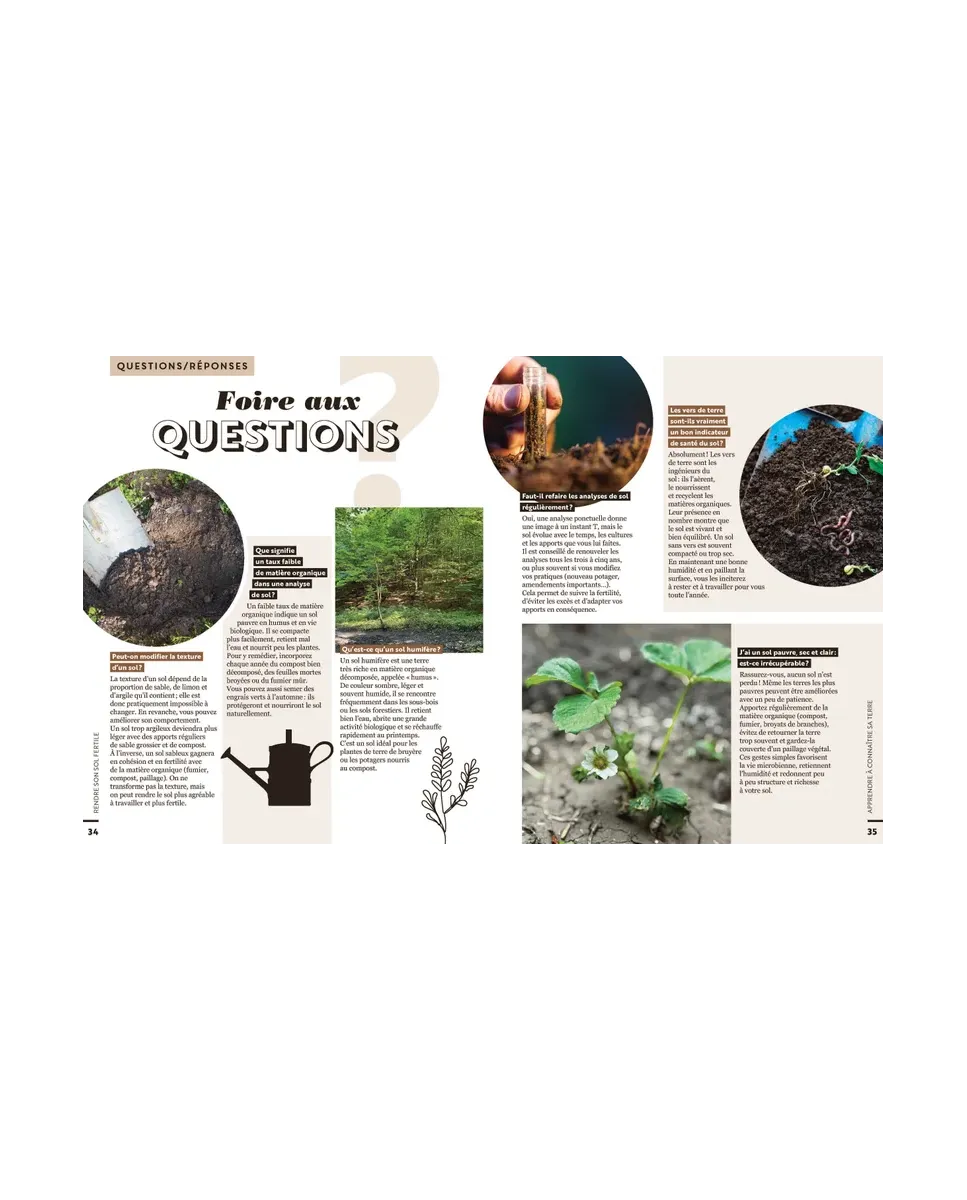 QUESTIONS/RÉPONSES
Foire aux
QUESTIONS
?
Peut-on modifier la texture
d'un sol ?
La texture d'un sol dépend de la
proportion de sable, de limon et
d'argile qu'il contient ; elle est
donc pratiquement impossible à
changer. En revanche, vous pouvez
améliorer son comportement.
Un sol trop argileux deviendra plus
léger avec des apports réguliers
de sable grossier et de compost.
À l'inverse, un sol sableux gagnera
en cohésion et en fertilité avec
de la matière organique (fumier,
compost, paillage). On ne
transforme pas la texture, mais
on peut rendre le sol plus agréable
à travailler et plus fertile.
Que signifie
un taux faible
de matière organique
dans une analyse
de sol ?
Un faible taux de matière
organique indique un sol
pauvre en humus et en vie
biologique. Il se compacte
plus facilement, retient mal
l'eau et nourrit peu les plantes.
Pour y remédier, incorporez
chaque année du compost bien
décomposé, des feuilles mortes
broyées ou du fumier mûr.
Vous pouvez aussi semer des
engrais verts à l'automne : ils
protégeront et nourriront le sol
naturellement.
Qu'est-ce qu'un sol humifère ?
Un sol humifère est une terre
très riche en matière organique
décomposée, appelée « humus ».
De couleur sombre, léger et
souvent humide, il se rencontre
fréquemment dans les sous-bois
ou les sols forestiers. Il retient
bien l'eau, abrite une grande
activité biologique et se réchauffe
rapidement au printemps.
C'est un sol idéal pour les
plantes de terre de bruyère
ou les potagers nourris
au compost.
RENDRE SON SOL FERTILE
34
Faut-il refaire les analyses de sol
régulièrement ?
Oui, une analyse ponctuelle donne
une image à un instant T, mais le
sol évolue avec le temps, les cultures
et les apports que vous lui faites.
Il est conseillé de renouveler les
analyses tous les trois à cinq ans,
ou plus souvent si vous modifiez
vos pratiques (nouveau potager,
amendements importants…).
Cela permet de suivre la fertilité,
d'éviter les excès et d'adapter vos
apports en conséquence.
Les vers de terre
sont-ils vraiment
un bon indicateur
de santé du sol ?
Absolument ! Les vers
de terre sont les
ingénieurs du
sol : ils l'aèrent,
le nourrissent
et recyclent les
matières organiques.
Leur présence en
nombre montre que
le sol est vivant et
bien équilibré. Un sol
sans vers est souvent
compacté ou trop sec.
En maintenant une bonne
humidité et en paillant la
surface, vous les inciterez
à rester et à travailler pour vous
toute l'année.
J'ai un sol pauvre, sec et clair :
est-ce irrécupérable ?
Rassurez-vous, aucun sol n'est
perdu ! Même les terres les plus
pauvres peuvent être améliorées
avec un peu de patience.
Apportez régulièrement de la
matière organique (compost,
fumier, broyats de branches),
évitez de retourner la terre
trop souvent et gardez-la
couverte d'un paillage végétal.
Ces gestes simples favorisent
la vie microbienne, retiennent
l'humidité et redonnent peu
à peu structure et richesse
à votre sol.
APPRENDRE À CONNAÎTRE SA TERRE
35